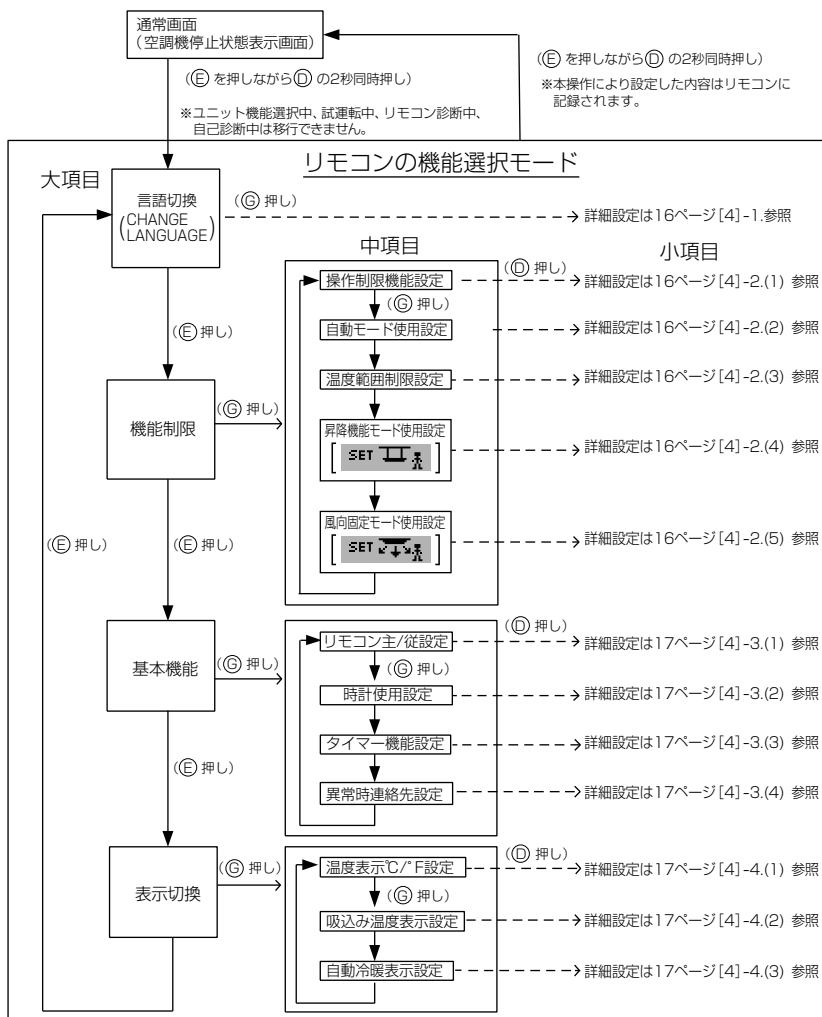 通常画面
(空調機停止状態表示画面)
(Ⓔ を押しながらⒹ の2秒同時押し)
※ユニット機能選択中、試運転中、リモコン診断中、
自己診断中は移行できません。
(Ⓔ を押しながらⒹ の2秒同時押し)
※本操作により設定した内容はリモコンに
記録されます。
リモコンの機能選択モード
大項目
言語切換
(CHANGE
LANGUAGE)
(Ⓖ 押し)
詳細設定は16ページ[4]-1.参照
中項目
小項目
(Ⓔ押し)
操作制限機能設定
(Ⓓ 押し)
詳細設定は16ページ[4]-2.(1) 参照
(Ⓖ 押し)
自動モード使用設定
詳細設定は16ページ[4]-2.(2) 参照
温度範囲制限設定
詳細設定は16ページ[4]-2.(3) 参照
機能制限
(Ⓖ 押し)
昇降機能モード使用設定
[ SET ]
詳細設定は16ページ[4]-2.(4) 参照
風向固定モード使用設定
[ SET ]
詳細設定は16ページ[4]-2.(5) 参照
(Ⓔ 押し)
(Ⓔ 押し)
基本機能
(Ⓖ 押し)
リモコン主/従設定
(Ⓓ 押し)
詳細設定は17ページ[4]-3.(1) 参照
(Ⓖ 押し)
時計使用設定
詳細設定は17ページ[4]-3.(2) 参照
タイマー機能設定
詳細設定は17ページ[4]-3.(3) 参照
異常時連絡先設定
詳細設定は17ページ[4]-3.(4) 参照
(Ⓔ 押し)
表示切換
(Ⓖ 押し)
温度表示℃/°F設定
(Ⓓ 押し)
詳細設定は17ページ[4]-4.(1) 参照
(Ⓖ 押し)
吸込み温度表示設定
詳細設定は17ページ[4]-4.(2) 参照
自動冷暖表示設定
詳細設定は17ページ[4]-4.(3) 参照